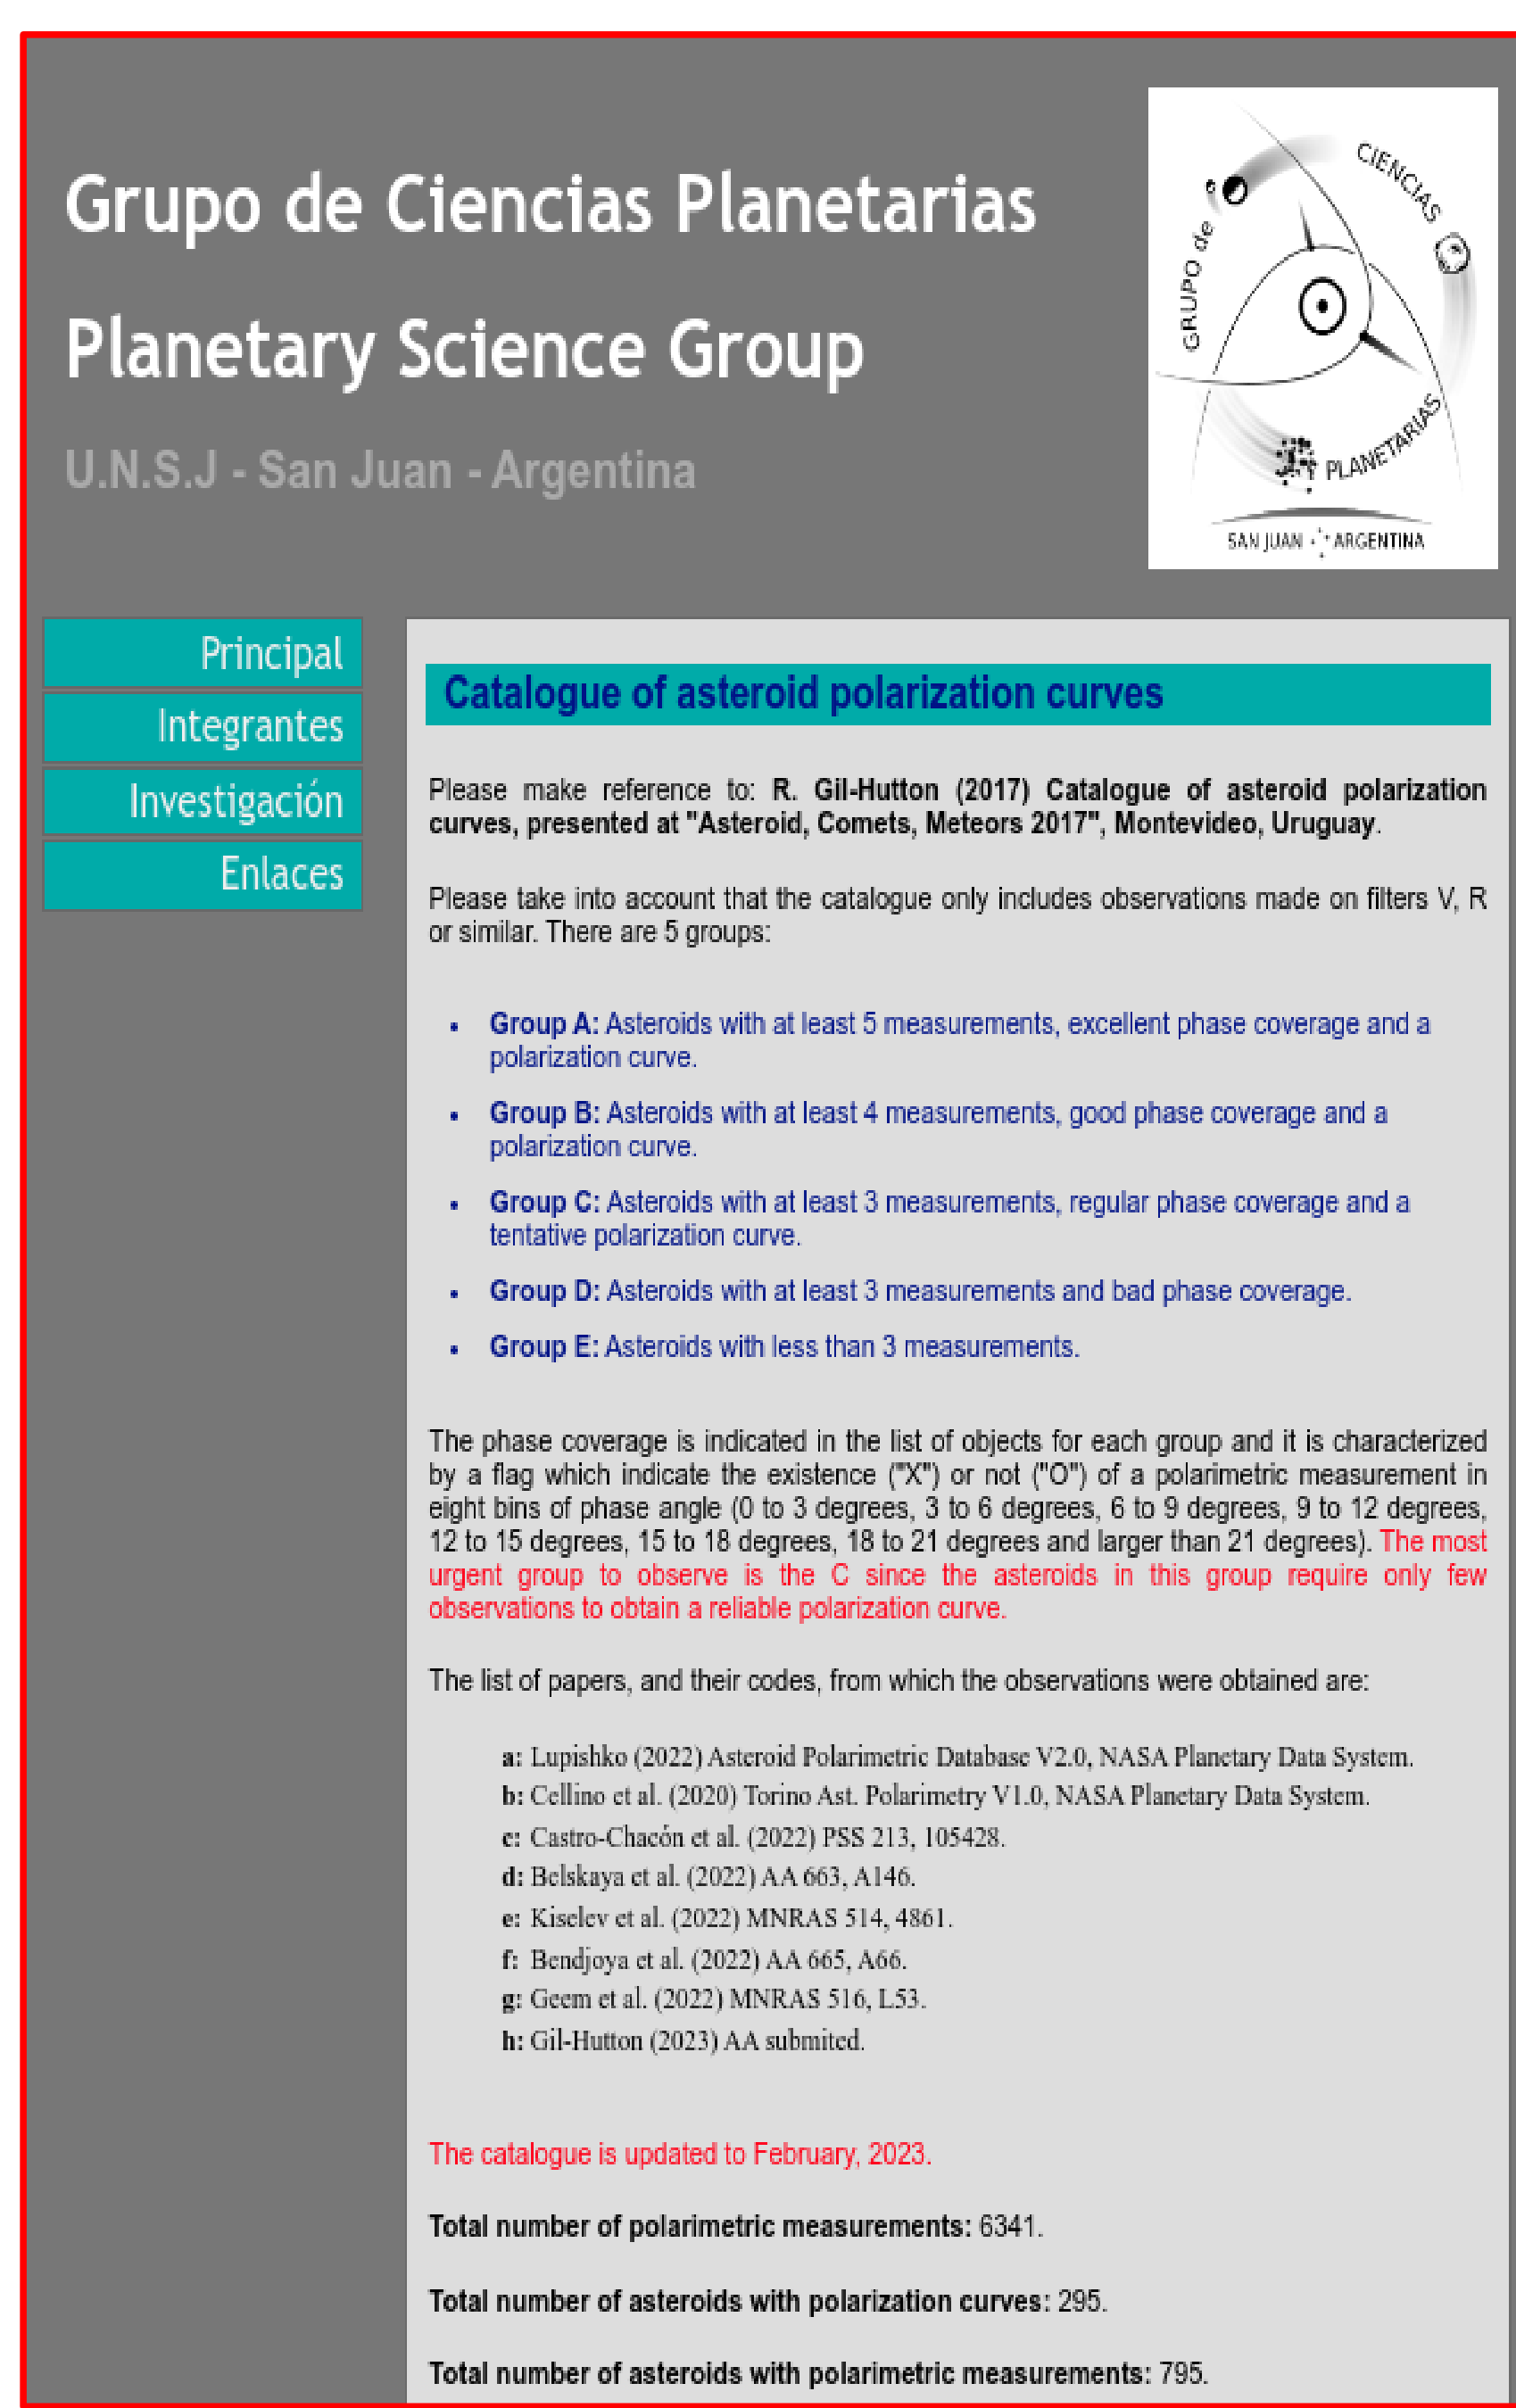 Grupo de Ciencias Planetarias
Planetary Science Group
U.N.S.J - San Juan - Argentina
GRUPO de CIENCIAS PLANETARIAS
SAN JUAN ARGENTINA
Principal
Integrantes
Investigación
Enlaces
Catalogue of asteroid polarization curves
Please make reference to: R. Gil-Hutton (2017) Catalogue of asteroid polarization
curves, presented at "Asteroid, Comets, Meteors 2017", Montevideo, Uruguay.
Please take into account that the catalogue only includes observations made on filters V, R
or similar. There are 5 groups:
• Group A: Asteroids with at least 5 measurements, excellent phase coverage and a
polarization curve.
• Group B: Asteroids with at least 4 measurements, good phase coverage and a
polarization curve.
• Group C: Asteroids with at least 3 measurements, regular phase coverage and a
tentative polarization curve.
• Group D: Asteroids with at least 3 measurements and bad phase coverage.
• Group E: Asteroids with less than 3 measurements.
The phase coverage is indicated in the list of objects for each group and it is characterized
by a flag which indicate the existence ("X") or not ("O") of a polarimetric measurement in
eight bins of phase angle (0 to 3 degrees, 3 to 6 degrees, 6 to 9 degrees, 9 to 12 degrees,
12 to 15 degrees, 15 to 18 degrees, 18 to 21 degrees and larger than 21 degrees). The most
urgent group to observe is the C since the asteroids in this group require only few
observations to obtain a reliable polarization curve.
The list of papers, and their codes, from which the observations were obtained are:
a: Lupishko (2022) Asteroid Polarimetric Database V2.0, NASA Planetary Data System.
b: Cellino et al. (2020) Torino Ast. Polarimetry V1.0, NASA Planetary Data System.
c: Castro-Chacón et al. (2022) PSS 213, 105428.
d: Belskaya et al. (2022) AA 663, A146.
e: Kiselev et al. (2022) MNRAS 514, 4861.
f: Bendjoya et al. (2022) AA 665, A66.
g: Geem et al. (2022) MNRAS 516, L53.
h: Gil-Hutton (2023) AA submited.
The catalogue is updated to February, 2023.
Total number of polarimetric measurements: 6341.
Total number of asteroids with polarization curves: 295.
Total number of asteroids with polarimetric measurements: 795.